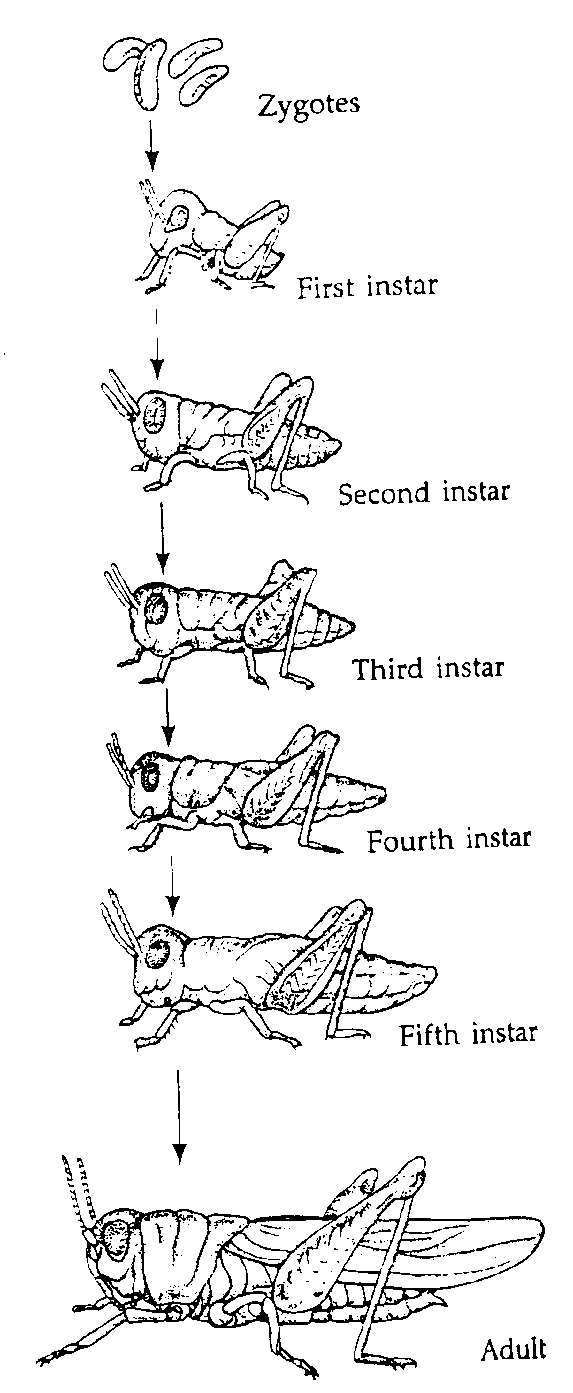 Zygotes
First instar
Second instar
Third instar
Fourth instar
Fifth instar
Adult